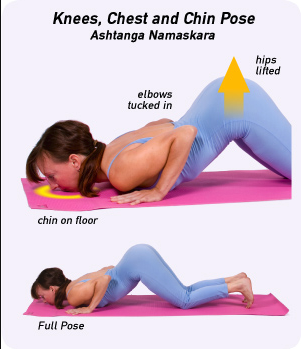 Knees, Chest and Chin Pose
Ashtanga Namaskara
hips
lifted
elbows
tucked in
chin on floor
Full Pose